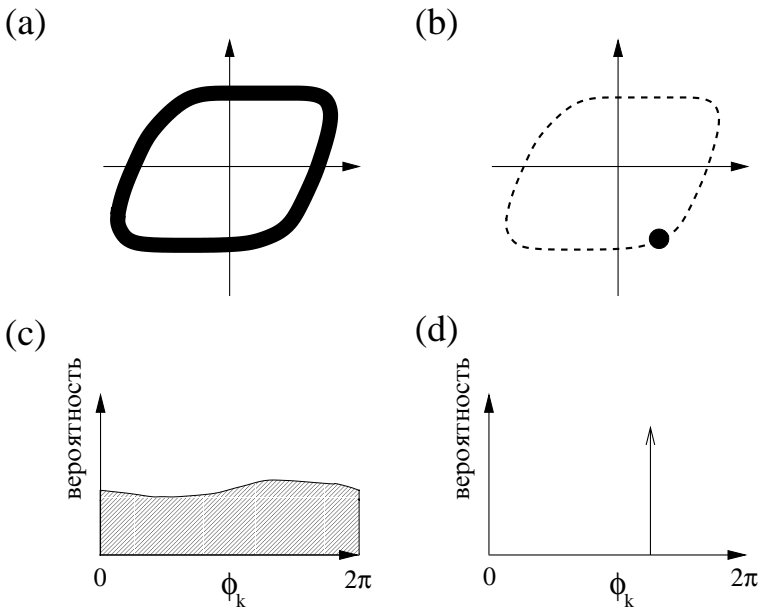 (a)
(b)
(c)
вероятность
0
ϕk
2π
(d)
вероятность
0
ϕk
2π